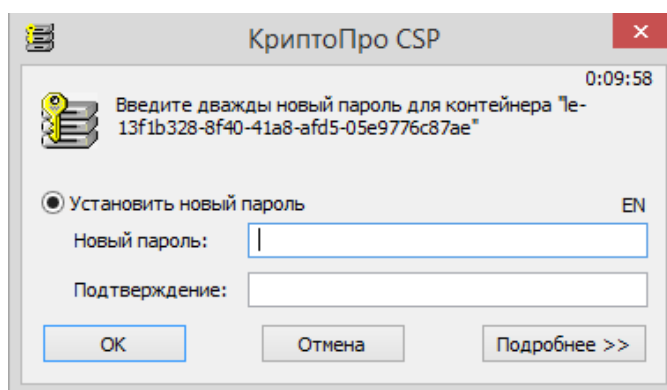 КриптоПро CSP
0:09:58
Введите дважды новый пароль для контейнера "le-
13f1b328-8f40-41a8-afd5-05e9776c87ae"
Установить новый пароль EN
Новый пароль:
Подтверждение:
ОК Отмена Подробнее >>